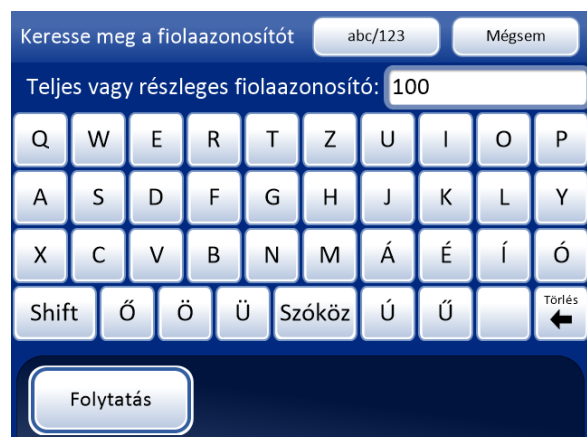 Keresse meg a fiolaazonosítót abc/123 Mégsem
Teljes vagy részleges fiolaazonosító: 100
Q W E R T Z U I O P
A S D F G H J K L Y
X C V B N M Á É Í Ó
Shift Ő Ö Ü Szóköz Ú Ű Törlés
Folytatás